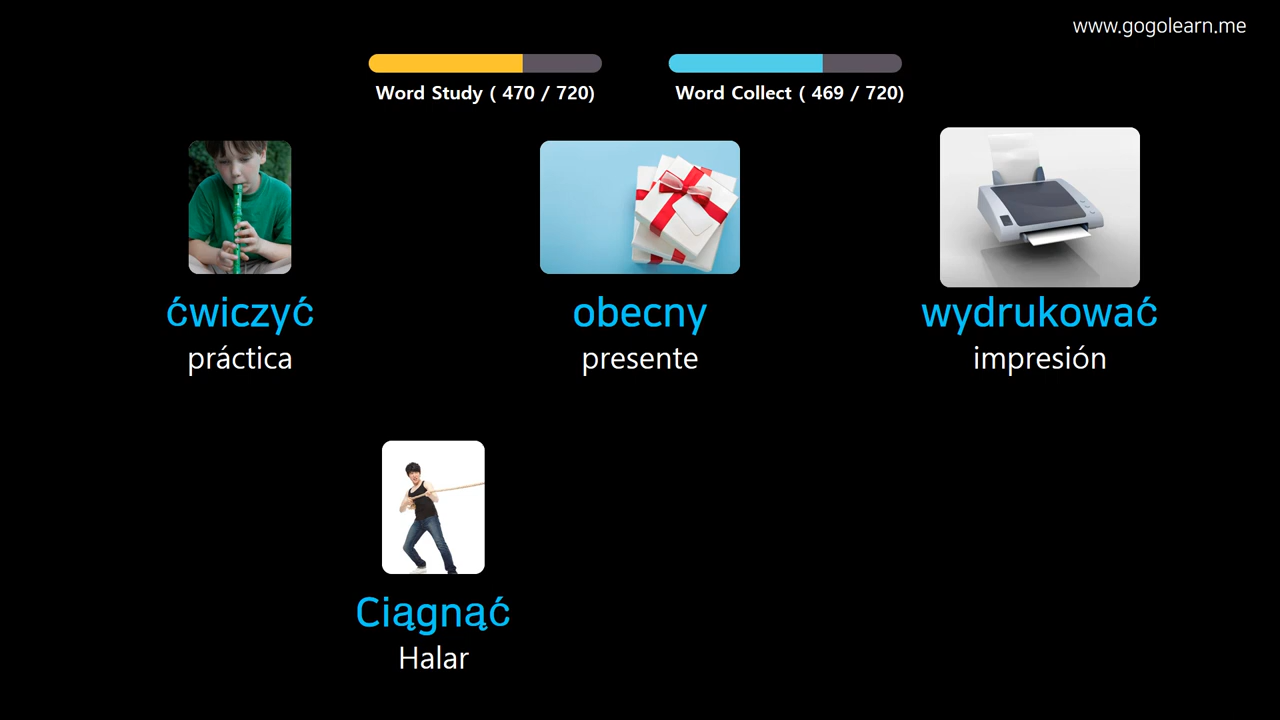 www.gogolearn.me
Word Study ( 470 / 720)
Word Collect ( 469 / 720)
ćwiczyć
práctica
obecny
presente
wydrukować
impresión
Ciągnąć
Halar